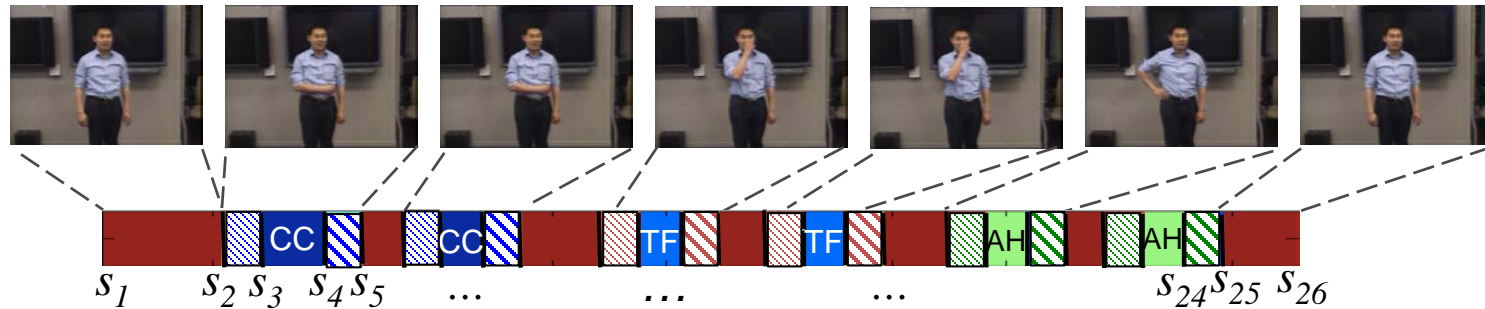 CC CC TF TF AH AH
s1 s2 s3 s4 s5 ... ... ... s24 s25 s26